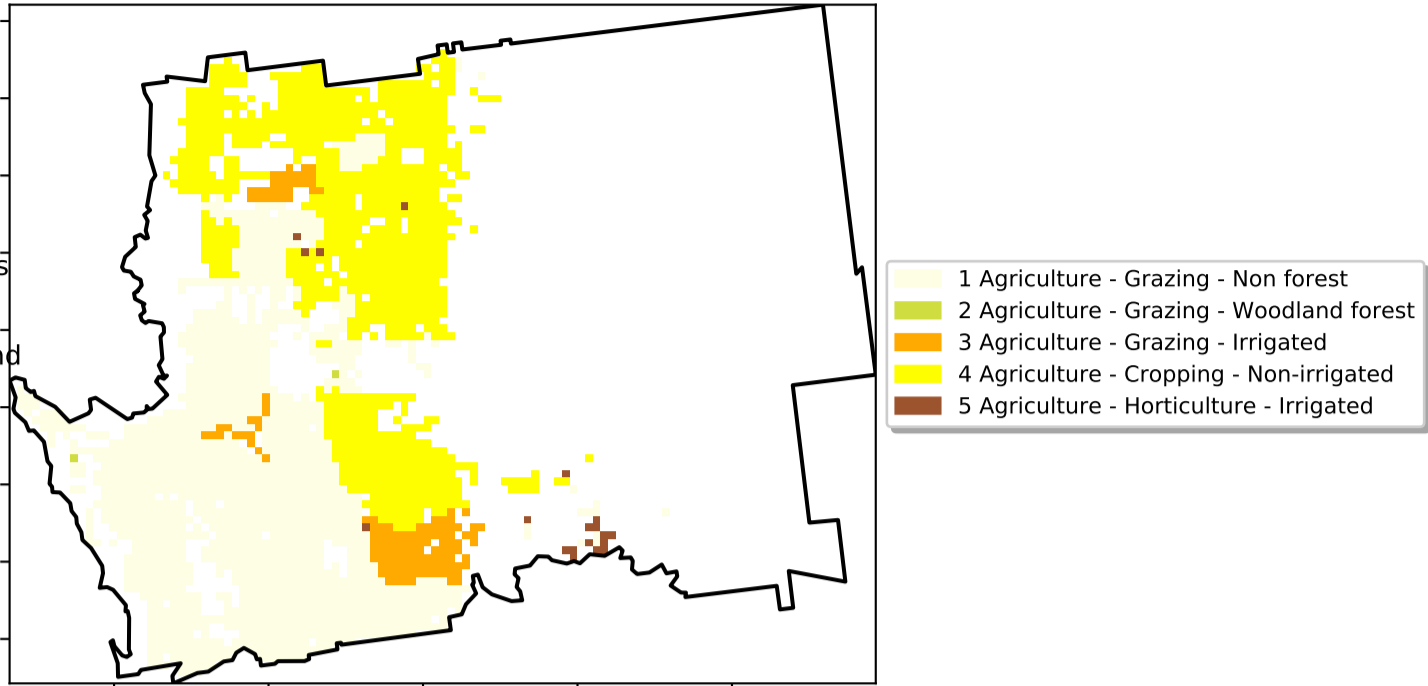 s
nd
1 Agriculture - Grazing - Non forest
2 Agriculture - Grazing - Woodland forest
3 Agriculture - Grazing - Irrigated
4 Agriculture - Cropping - Non-irrigated
5 Agriculture - Horticulture - Irrigated